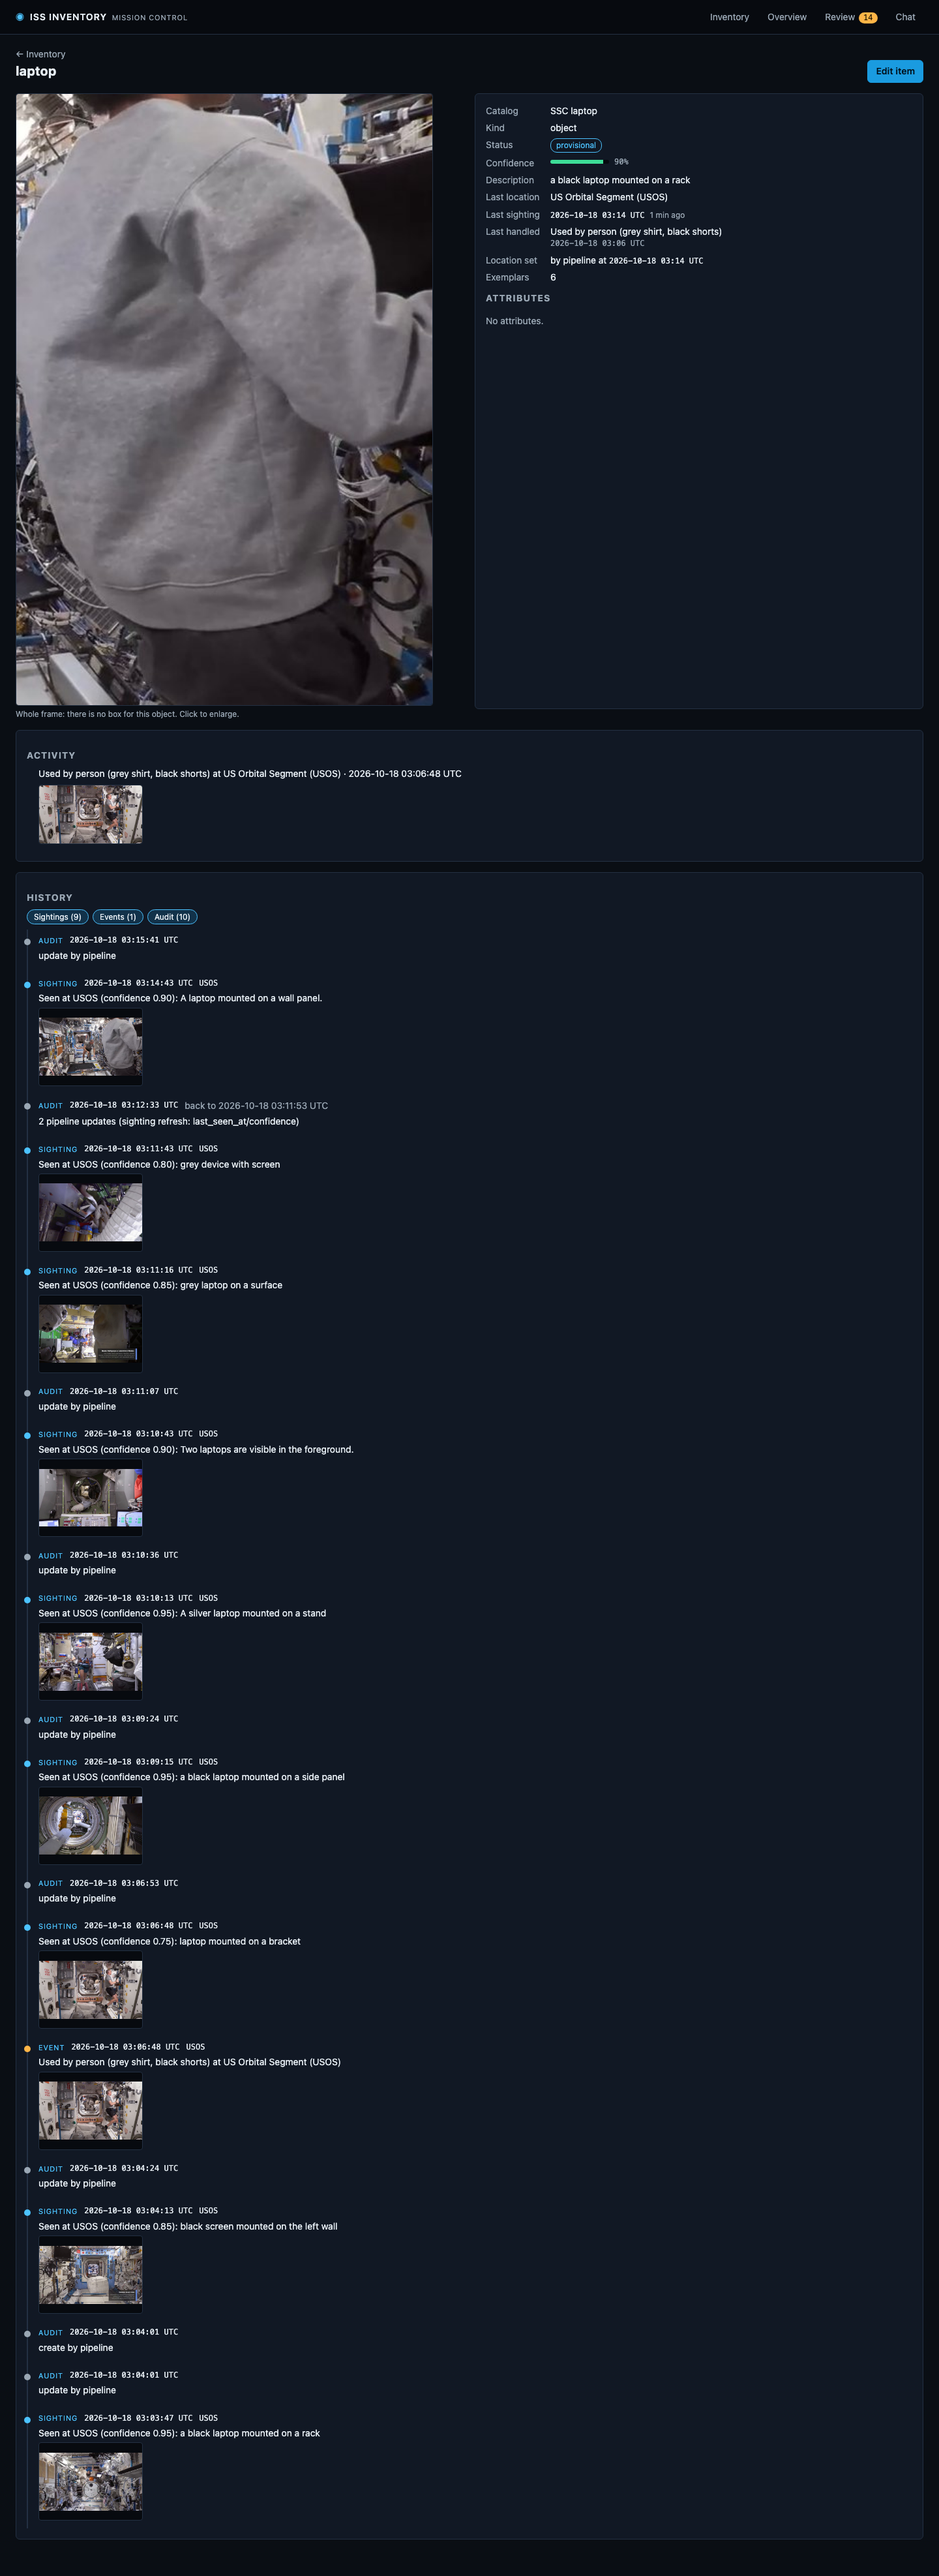 ISS INVENTORY MISSION CONTROL
Inventory Overview Review 14 Chat
← Inventory
laptop
Edit item
Catalog SSC laptop
Kind object
Status provisional
Confidence 90%
Description a black laptop mounted on a rack
Last location US Orbital Segment (USOS)
Last sighting 2026-10-18 03:14 UTC 1 min ago
Last handled Used by person (grey shirt, black shorts)
2026-10-18 03:06 UTC
Location set by pipeline at 2026-10-18 03:14 UTC
Exemplars 6
ATTRIBUTES
No attributes.
Whole frame: there is no box for this object. Click to enlarge.
ACTIVITY
Used by person (grey shirt, black shorts) at US Orbital Segment (USOS) · 2026-10-18 03:06:48 UTC
HISTORY
Sightings (9) Events (1) Audit (10)
AUDIT 2026-10-18 03:15:41 UTC
update by pipeline
SIGHTING 2026-10-18 03:14:43 UTC USOS
Seen at USOS (confidence 0.90): A laptop mounted on a wall panel.
AUDIT 2026-10-18 03:12:33 UTC back to 2026-10-18 03:11:53 UTC
2 pipeline updates (sighting refresh: last_seen_at/confidence)
SIGHTING 2026-10-18 03:11:43 UTC USOS
Seen at USOS (confidence 0.80): grey device with screen
SIGHTING 2026-10-18 03:11:16 UTC USOS
Seen at USOS (confidence 0.85): grey laptop on a surface
AUDIT 2026-10-18 03:11:07 UTC
update by pipeline
SIGHTING 2026-10-18 03:10:43 UTC USOS
Seen at USOS (confidence 0.90): Two laptops are visible in the foreground.
AUDIT 2026-10-18 03:10:36 UTC
update by pipeline
SIGHTING 2026-10-18 03:10:13 UTC USOS
Seen at USOS (confidence 0.95): A silver laptop mounted on a stand
AUDIT 2026-10-18 03:09:24 UTC
update by pipeline
SIGHTING 2026-10-18 03:09:15 UTC USOS
Seen at USOS (confidence 0.95): a black laptop mounted on a side panel
AUDIT 2026-10-18 03:06:53 UTC
update by pipeline
SIGHTING 2026-10-18 03:06:48 UTC USOS
Seen at USOS (confidence 0.75): laptop mounted on a bracket
EVENT 2026-10-18 03:06:48 UTC USOS
Used by person (grey shirt, black shorts) at US Orbital Segment (USOS)
AUDIT 2026-10-18 03:04:24 UTC
update by pipeline
SIGHTING 2026-10-18 03:04:13 UTC USOS
Seen at USOS (confidence 0.85): black screen mounted on the left wall
AUDIT 2026-10-18 03:04:01 UTC
create by pipeline
AUDIT 2026-10-18 03:04:01 UTC
update by pipeline
SIGHTING 2026-10-18 03:03:47 UTC USOS
Seen at USOS (confidence 0.95): a black laptop mounted on a rack